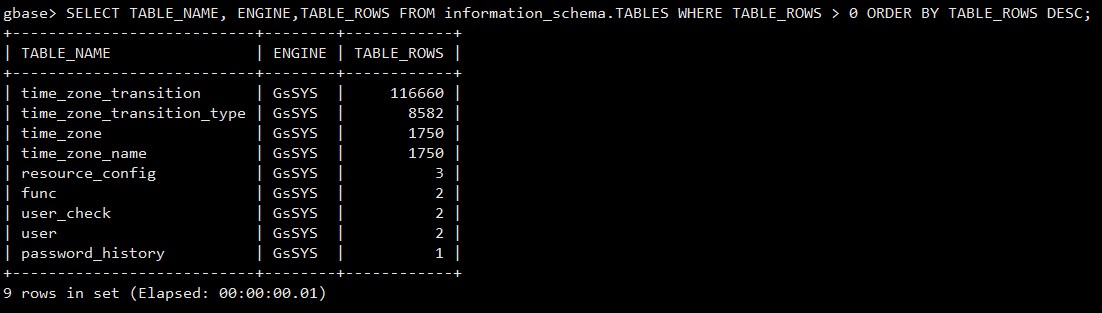 gbase> SELECT TABLE_NAME, ENGINE,TABLE_ROWS FROM information_schema.TABLES WHERE TABLE_ROWS > 0 ORDER BY TABLE_ROWS DESC;
+--------------------------+--------+------------+
| TABLE_NAME               | ENGINE | TABLE_ROWS |
+--------------------------+--------+------------+
| time_zone_transition     | GsSYS  |     116660 |
| time_zone_transition_type | GsSYS  |       8582 |
| time_zone                | GsSYS  |       1750 |
| time_zone_name           | GsSYS  |       1750 |
| resource_config          | GsSYS  |          3 |
| func                     | GsSYS  |          2 |
| user_check               | GsSYS  |          2 |
| user                     | GsSYS  |          2 |
| password_history         | GsSYS  |          1 |
+--------------------------+--------+------------+
9 rows in set (Elapsed: 00:00:00.01)